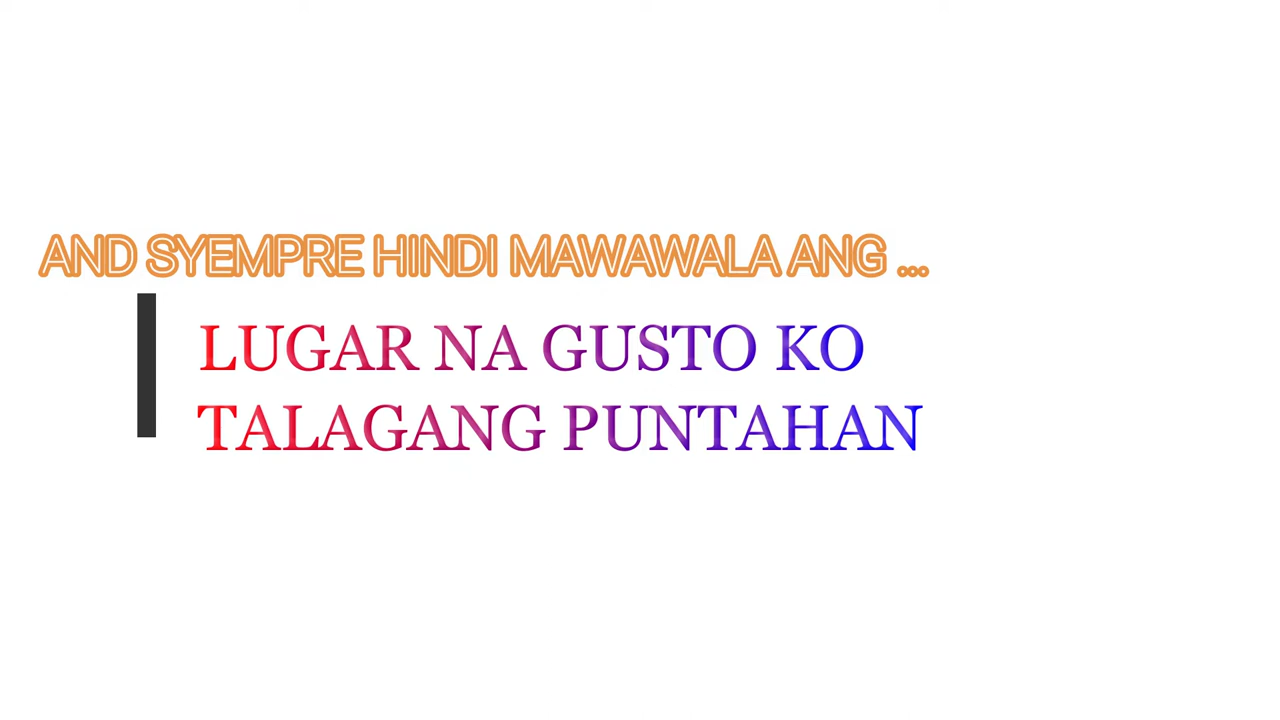 AND SYEMPRE HINDI MAWAWALA ANG ...
LUGAR NA GUSTO KO
TALAGANG PUNTAHAN